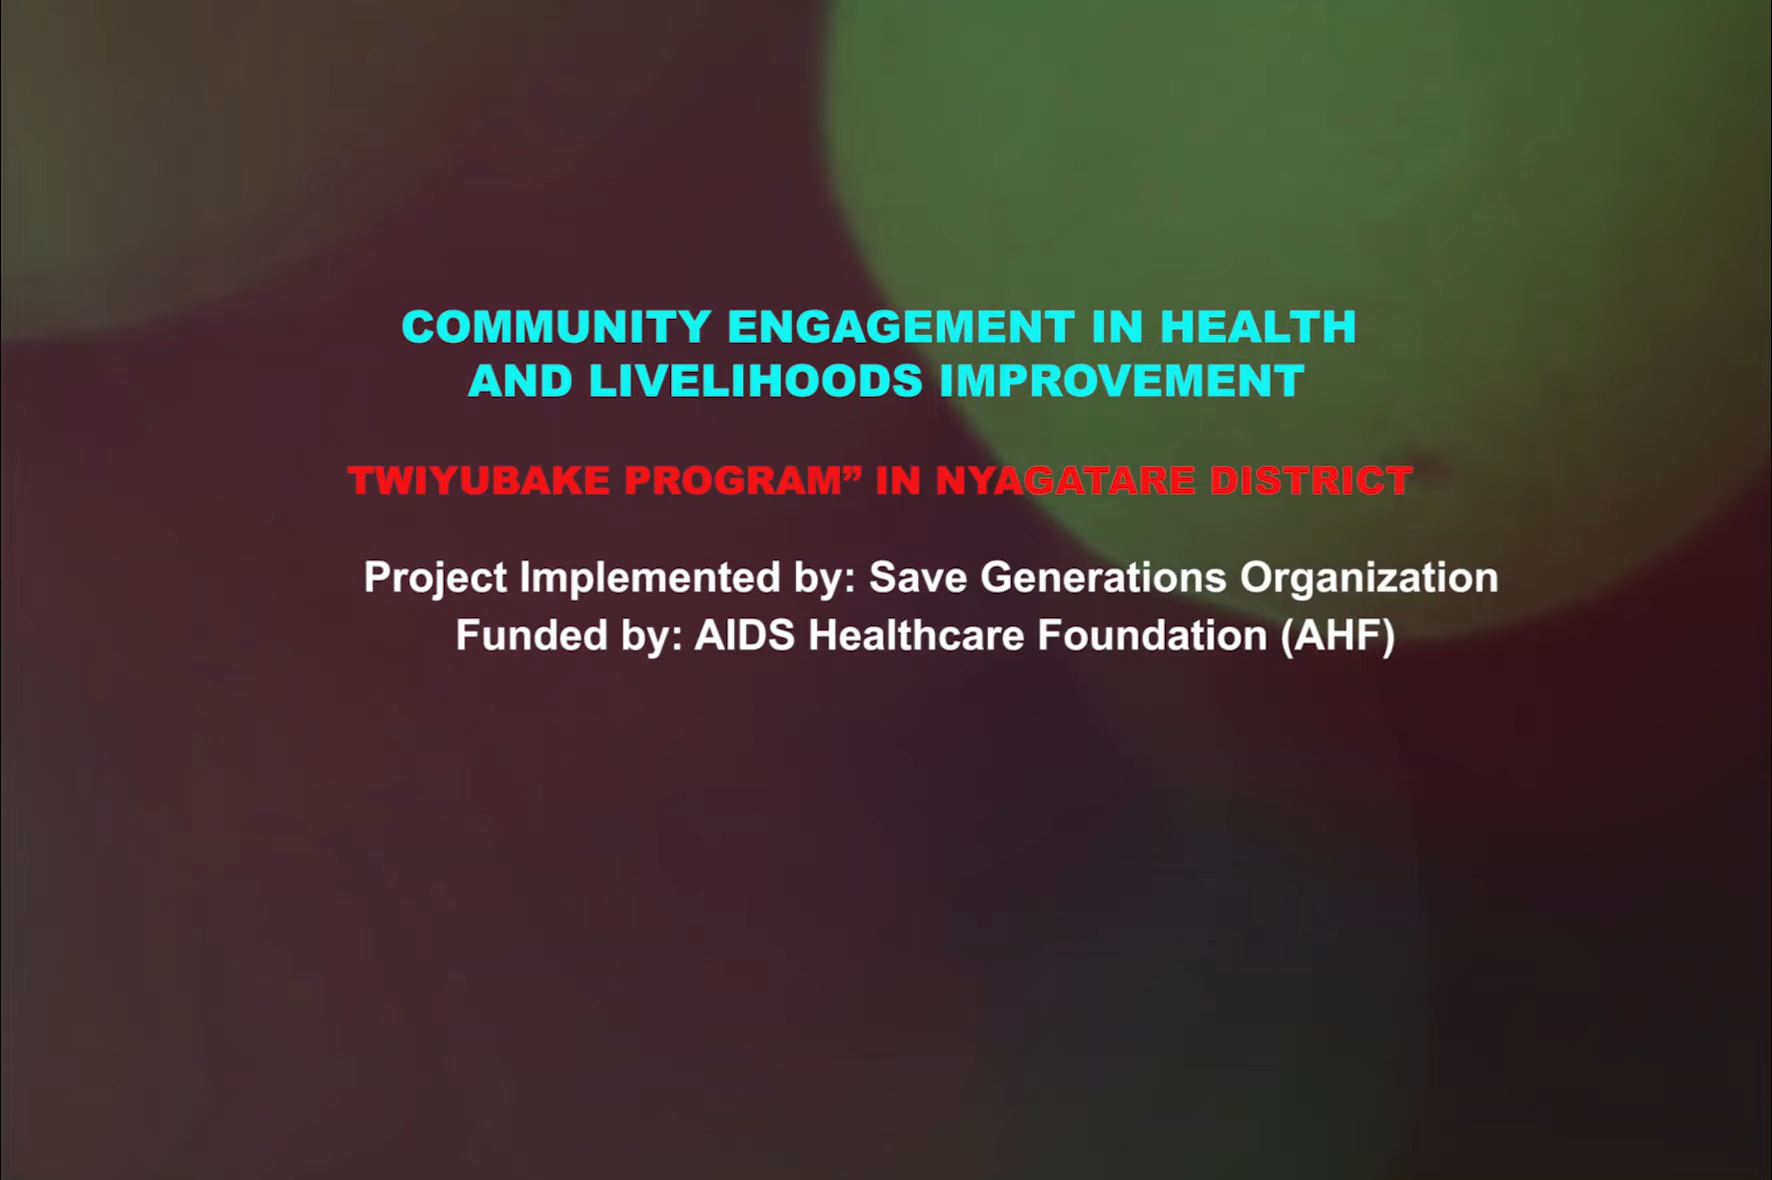 COMMUNITY ENGAGEMENT IN HEALTH
AND LIVELIHOODS IMPROVEMENT
TWIYUBAKE PROGRAM” IN NYAGATARE DISTRICT
Project Implemented by: Save Generations Organization
Funded by: AIDS Healthcare Foundation (AHF)